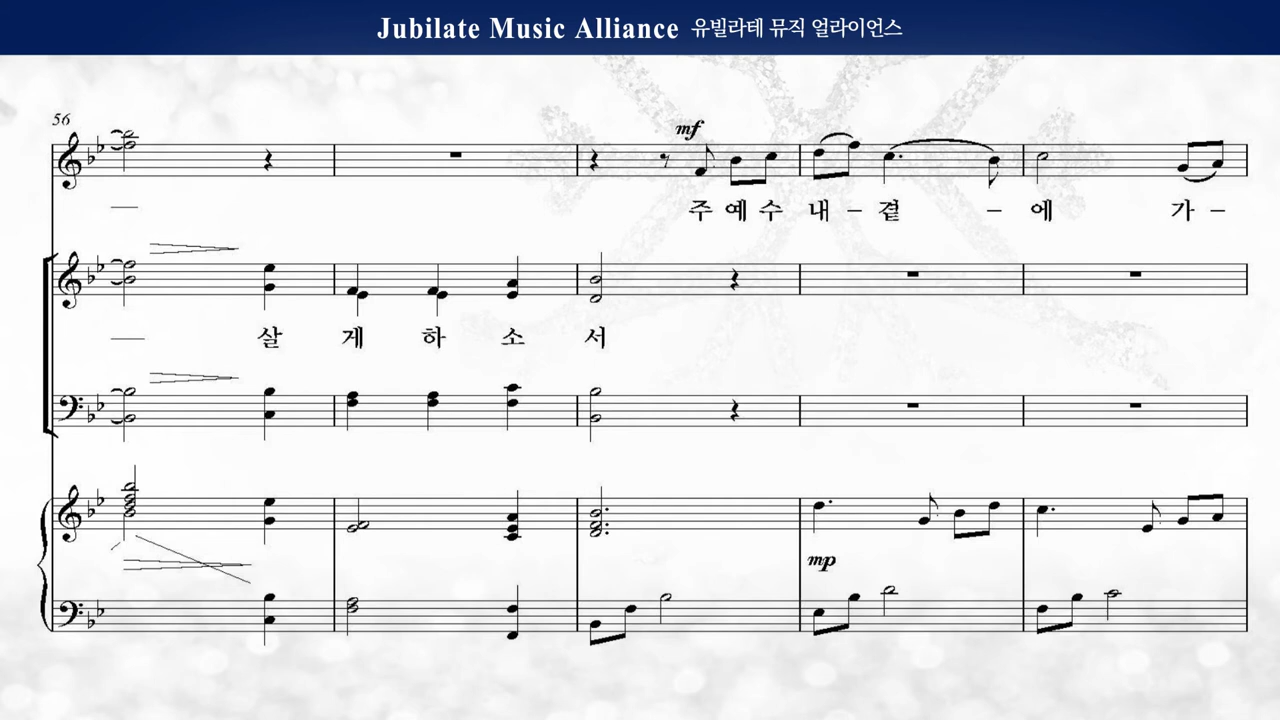 Jubilate Music Alliance 유빌라테 뮤직 얼라이언스
56
mf
주 예 수 내 - 곁 - 에 가 -
살 게 하 소 서
mp